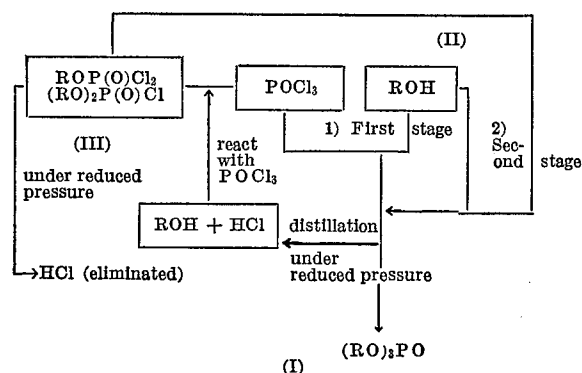 (II)
ROP(O)Cl₂
(RO)₂P(O)Cl
POCl₃
ROH
1) First stage
2)
Sec-
ond stage
(III)
under reduced
pressure
react
with
POCl₃
ROH + HCl
distillation
under
reduced pressure
HCl (eliminated)
(RO)₃PO
(I)